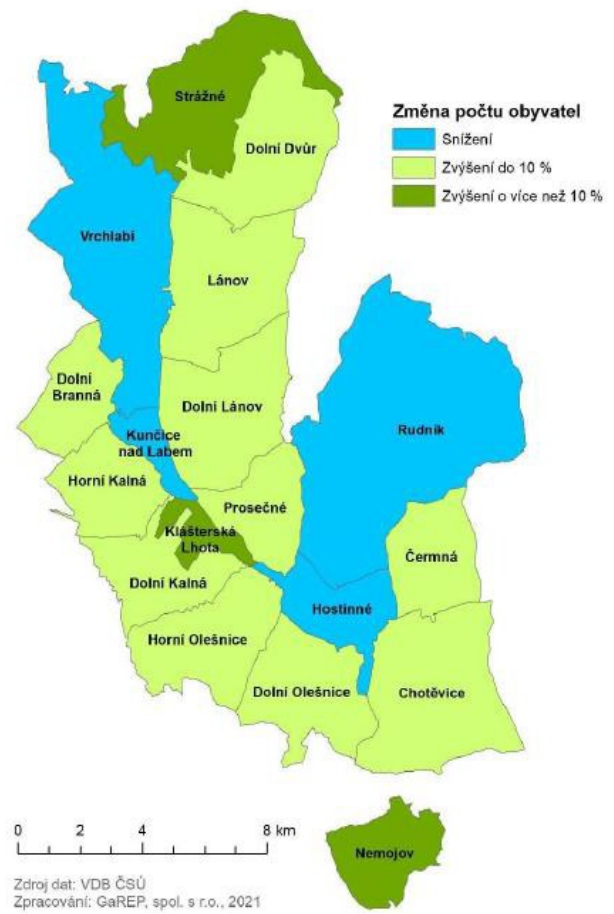 Strážné
Dolní Dvůr
Změna počtu obyvatel
Snížení
Zvýšení do 10 %
Zvýšení o více než 10 %
Vrchlabí
Lánov
Dolní
Branná
Dolní Lánov
Rudník
Kunčice
nad Labem
Horní Kalná
Prosečné
Klášterská
Lhota
Čermná
Dolní Kalná
Hostinné
Horní Olešnice
Dolní Olešnice
Chotěvice
0 2 4 8 km
Nemojov
Zdroj dat: VDB ČSÚ
Zpracování: GaREP, spol. s r.o., 2021